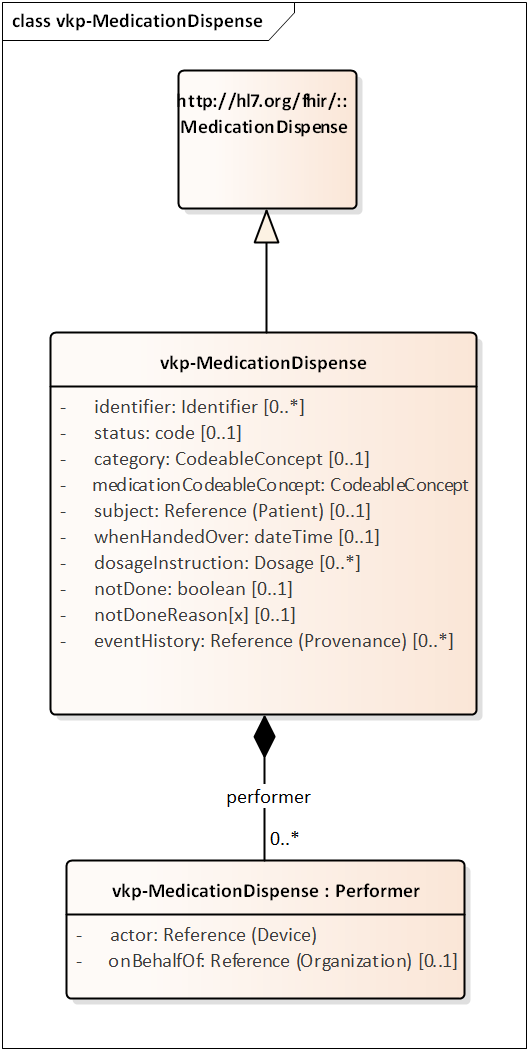 class vkp-MedicationDispense
http://hl7.org/fhir/::
MedicationDispense
vkp-MedicationDispense
- identifier: Identifier [0..*]
- status: code [0..1]
- category: CodeableConcept [0..1]
- medicationCodeableConcept: CodeableConcept
- subject: Reference (Patient) [0..1]
- whenHandedOver: dateTime [0..1]
- dosageInstruction: Dosage [0..*]
- notDone: boolean [0..1]
- notDoneReason[x] [0..1]
- eventHistory: Reference (Provenance) [0..*]
performer
0..*
vkp-MedicationDispense : Performer
- actor: Reference (Device)
- onBehalfOf: Reference (Organization) [0..1]